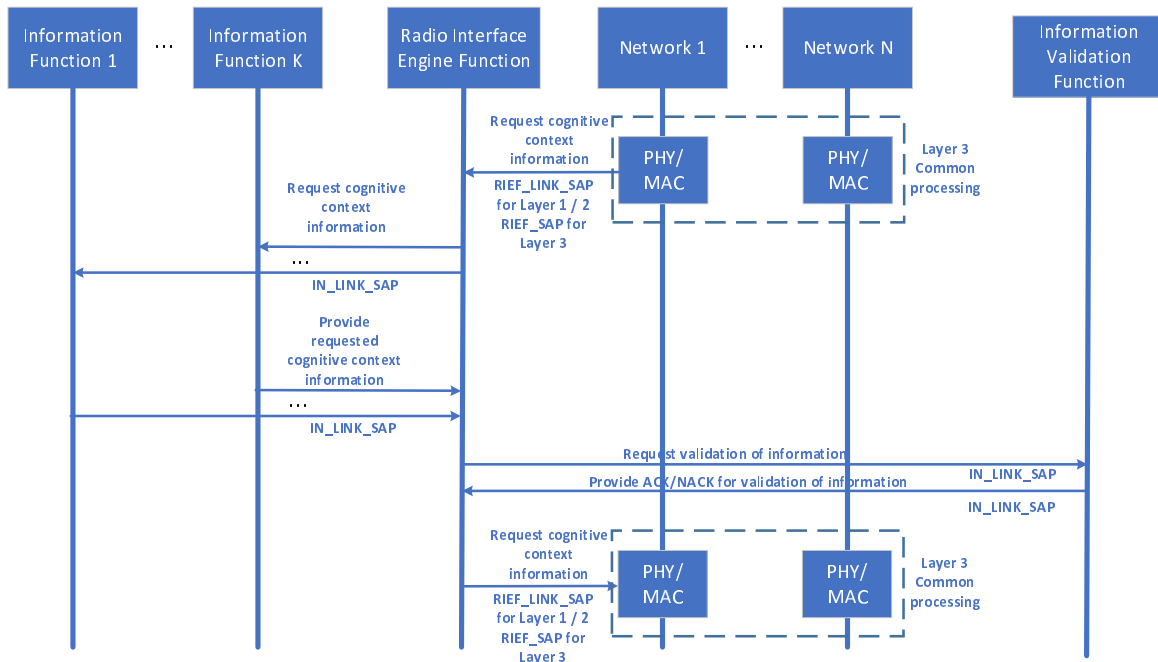 Information
Function 1
...
Information
Function K
Radio Interface
Engine Function
Network 1
...
Network N
Information
Validation
Function
Request cognitive
context
information
RIEF_LINK_SAP
for Layer 1 / 2
RIEF_SAP for
Layer 3
PHY/
MAC
PHY/
MAC
Layer 3
Common
processing
Request cognitive
context
information
...
IN_LINK_SAP
Provide
requested
cognitive context
information
...
IN_LINK_SAP
Request validation of information
IN_LINK_SAP
Provide ACK/NACK for validation of information
IN_LINK_SAP
Request cognitive
context
information
RIEF_LINK_SAP
for Layer 1 / 2
RIEF_SAP for
Layer 3
PHY/
MAC
PHY/
MAC
Layer 3
Common
processing